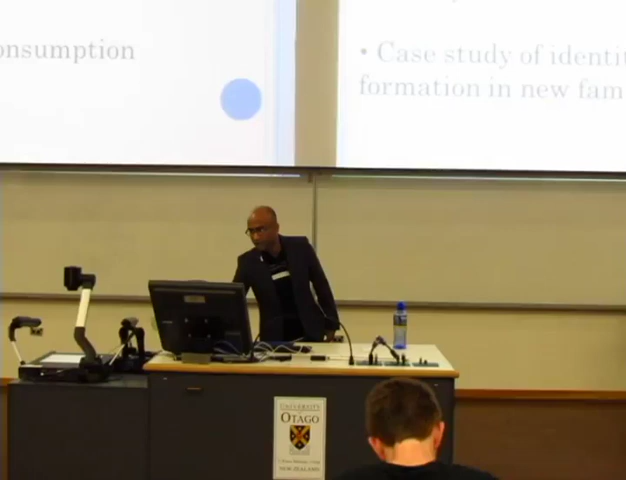 onsumption
• Case study of identit
formation in new fam
UNIVERSITY
OTAGO
NEW ZEALAND